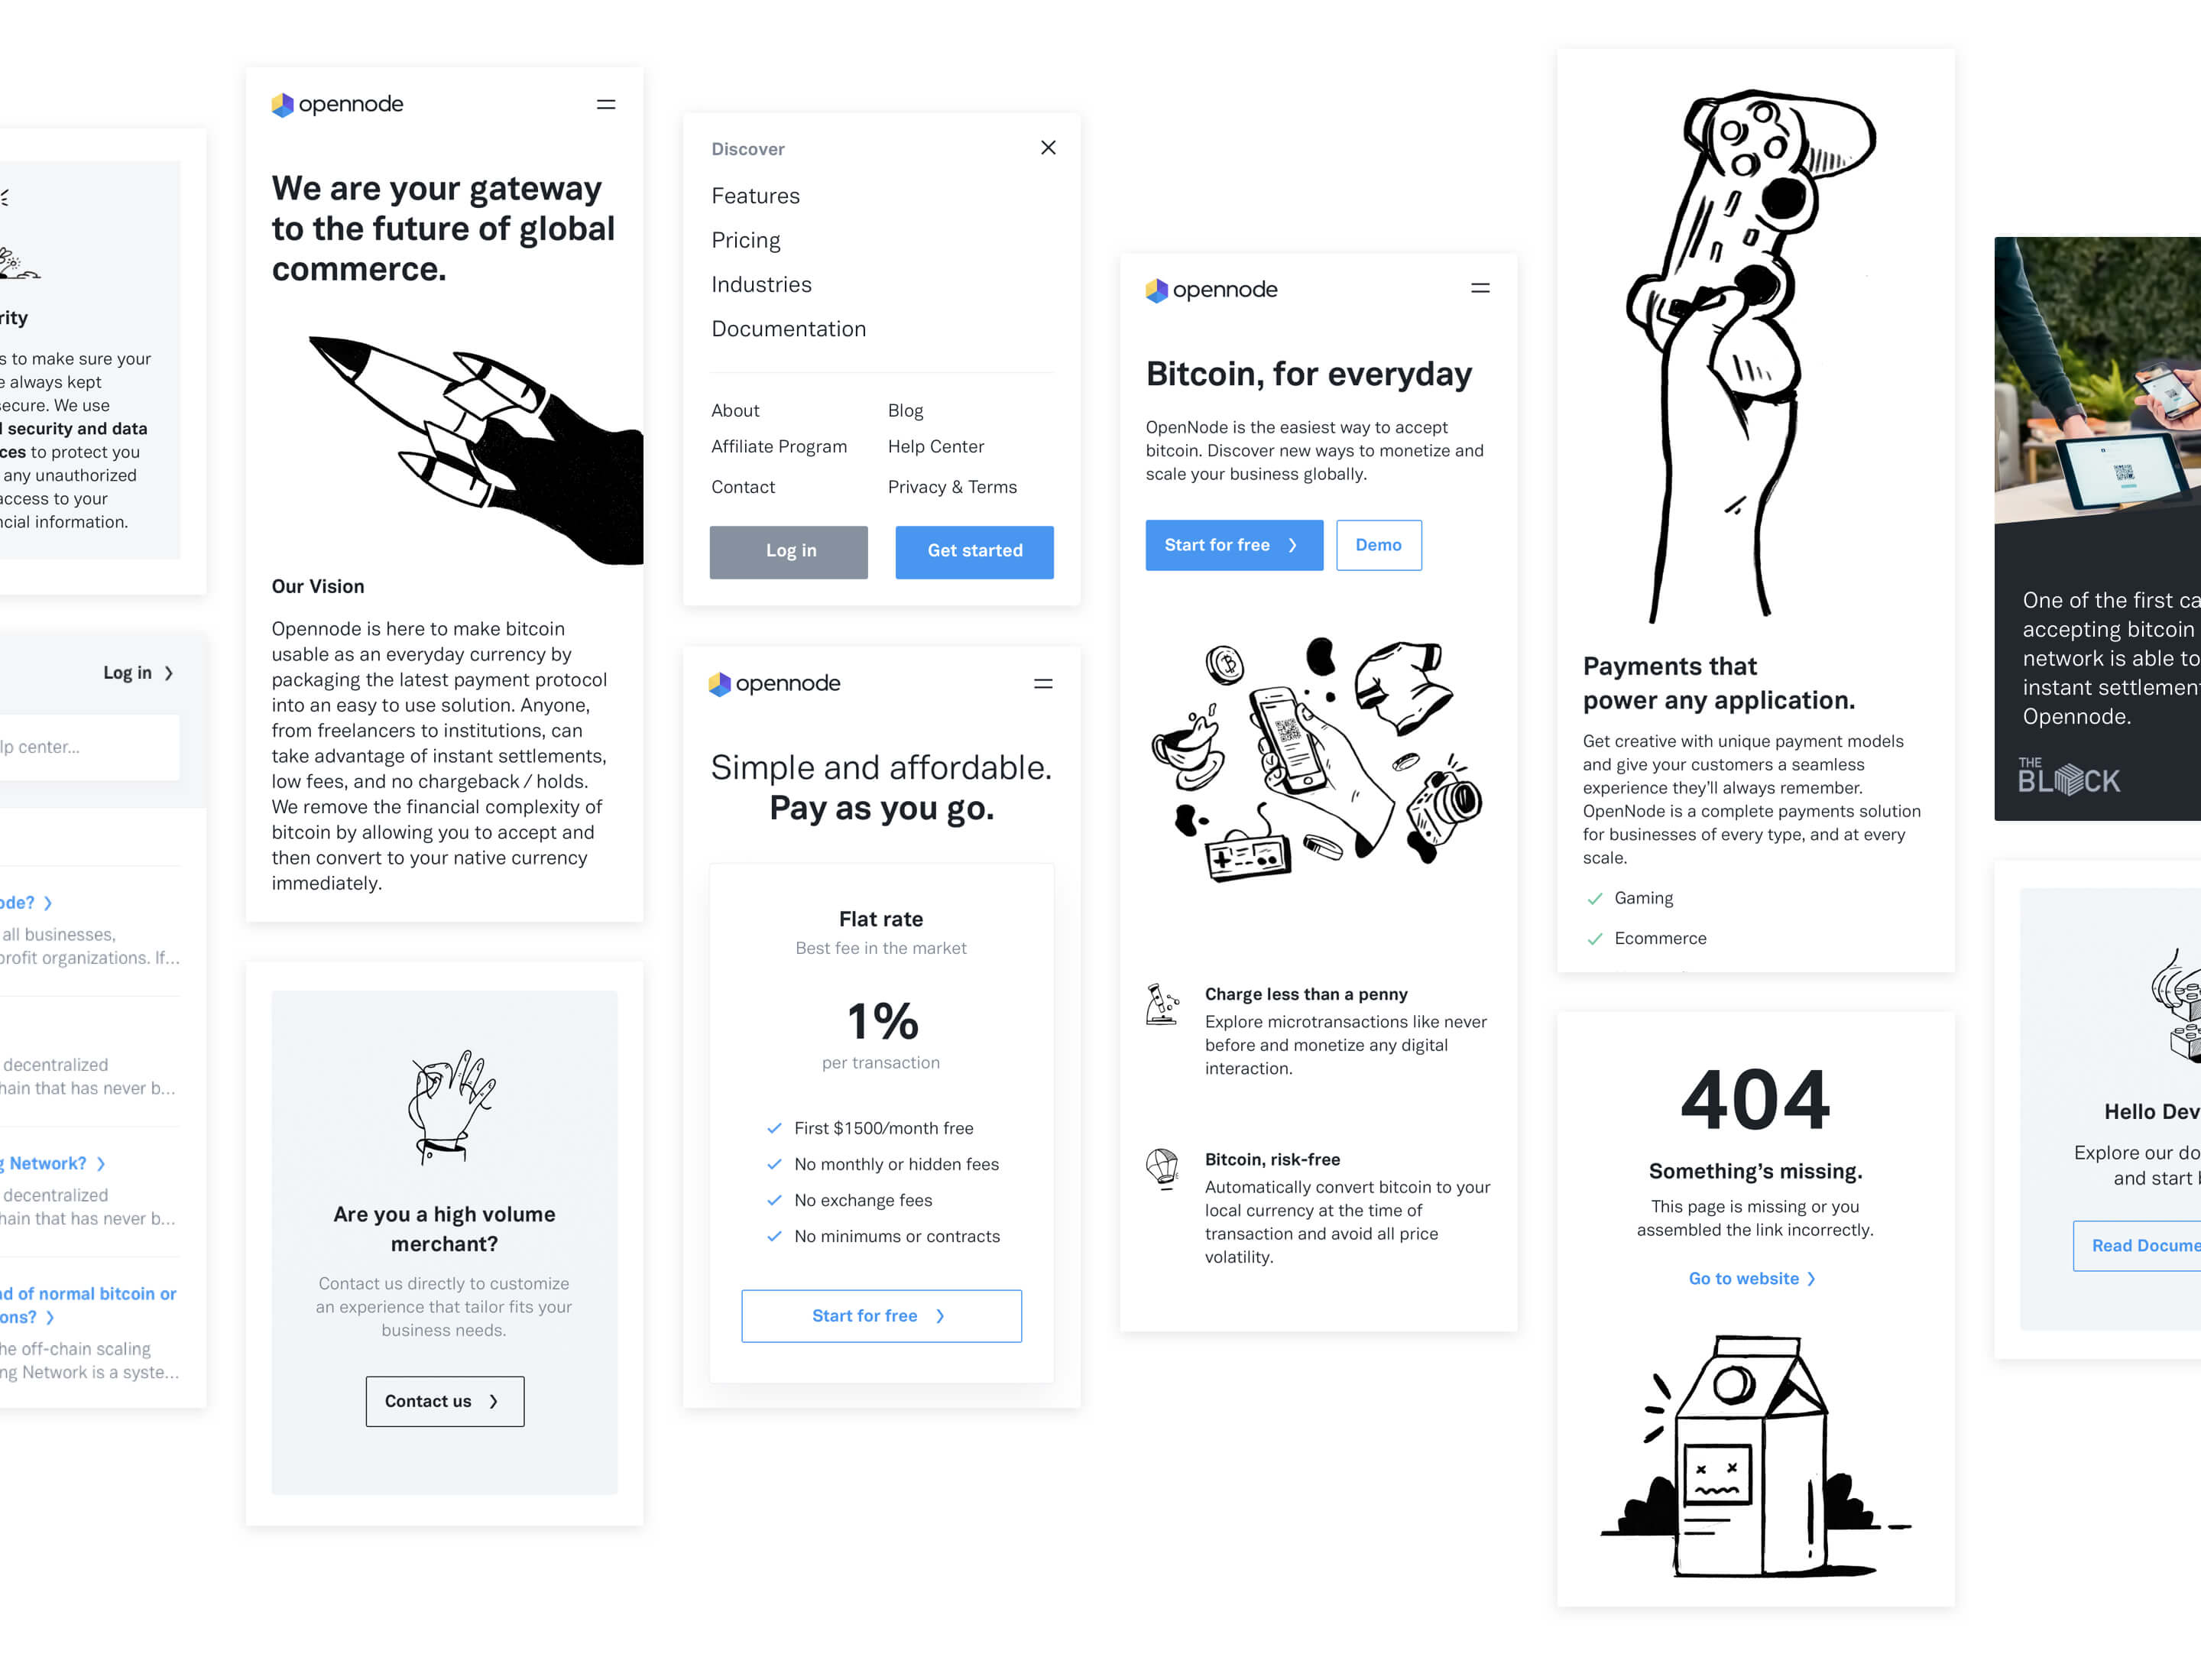 s to make sure your
always kept
ecure. We use
security and data
to protect you
any unauthorized
access to your
information.
Log in
center...
all businesses,
profit organizations. If...
decentralized
that has never b...
Network?
decentralized
that has never b...
of normal bitcoin or
he off-chain scaling
Network is a syste...
opennode
We are your gateway
to the future of global
commerce.
Our Vision
Opennode is here to make bitcoin
usable as an everyday currency by
packaging the latest payment protocol
into an easy to use solution. Anyone,
from freelancers to institutions, can
take advantage of instant settlements,
low fees, and no chargeback / holds.
We remove the financial complexity of
bitcoin by allowing you to accept and
then convert to your native currency
immediately.
Are you a high volume
merchant?
Contact us directly to customize
an experience that tailor fits your
business needs.
Contact us
Discover
Features
Pricing
Industries
Documentation
About
Blog
Affiliate Program
Help Center
Contact
Privacy & Terms
Log in
Get started
opennode
Simple and affordable.
Pay as you go.
Flat rate
Best fee in the market
1%
per transaction
First $1500/month free
No monthly or hidden fees
No exchange fees
No minimums or contracts
Start for free
opennode
Bitcoin, for everyday
OpenNode is the easiest way to accept
bitcoin. Discover new ways to monetize and
scale your business globally.
Start for free
Demo
Charge less than a penny
Explore microtransactions like never
before and monetize any digital
interaction.
Bitcoin, risk-free
Automatically convert bitcoin to your
local currency at the time of
transaction and avoid all price
volatility.
Payments that
power any application.
Get creative with unique payment models
and give your customers a seamless
experience they'll always remember.
OpenNode is a complete payments solution
for businesses of every type, and at every
scale.
Gaming
Ecommerce
404
Something's missing.
This page is missing or you
assembled the link incorrectly.
Go to website
One of the first ca
accepting bitcoin
network is able to
instant settlement
Opennode.
THE
BLOCK
Hello Dev
Explore our do
and start
Read Docume